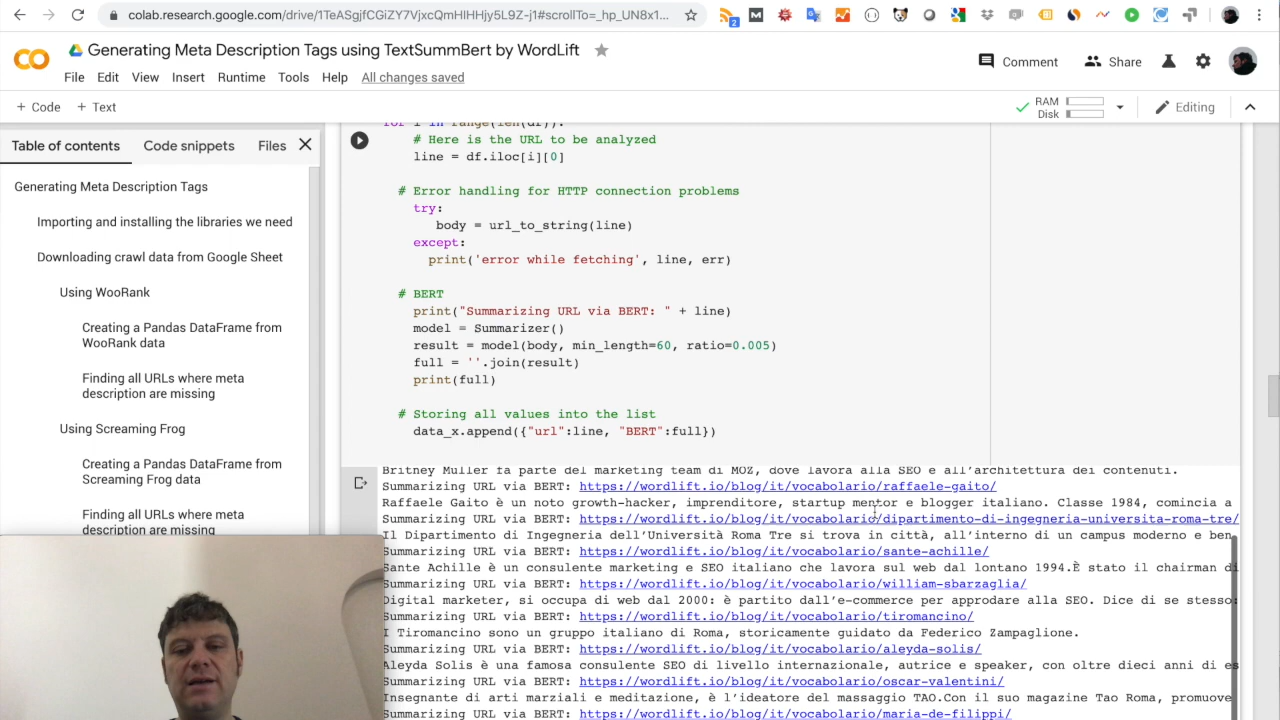 colab.research.google.com/drive/1TeASgjfCGiZY7VjxcQmHIHHjy5L9Z-j1#scrollTo=_hp_UN8x1...
2
Generating Meta Description Tags using TextSummBert by WordLift
File Edit View Insert Runtime Tools Help All changes saved
Comment Share
+ Code + Text
RAM
Disk
Editing
Table of contents Code snippets Files
Generating Meta Description Tags
Importing and installing the libraries we need
Downloading crawl data from Google Sheet
Using WooRank
Creating a Pandas DataFrame from
WooRank data
Finding all URLs where meta
description are missing
Using Screaming Frog
Creating a Pandas DataFrame from
Screaming Frog data
Finding all URLs where meta
description are missing
for i in range(len(df)):
# Here is the URL to be analyzed
line = df.iloc[i][0]
# Error handling for HTTP connection problems
try:
body = url_to_string(line)
except:
print('error while fetching', line, err)
# BERT
print("Summarizing URL via BERT: " + line)
model = Summarizer()
result = model(body, min_length=60, ratio=0.005)
full = ''.join(result)
print(full)
# Storing all values into the list
data_x.append({"url":line, "BERT":full})
Britney Muller fa parte del marketing team di MOZ, dove lavora alla SEO e all'architettura dei contenuti.
Summarizing URL via BERT: https://wordlift.io/blog/it/vocabolario/raffaele-gaito/
Raffaele Gaito è un noto growth-hacker, imprenditore, startup mentor e blogger italiano. Classe 1984, comincia a
Summarizing URL via BERT: https://wordlift.io/blog/it/vocabolario/dipartimento-di-ingegneria-universita-roma-tre/
Il Dipartimento di Ingegneria dell'Università Roma Tre si trova in città, all'interno di un campus moderno e ben
Summarizing URL via BERT: https://wordlift.io/blog/it/vocabolario/sante-achille/
Sante Achille è un consulente marketing e SEO italiano che lavora sul web dal lontano 1994.È stato il chairman di
Summarizing URL via BERT: https://wordlift.io/blog/it/vocabolario/william-sbarzaglia/
Digital marketer, si occupa di web dal 2000: è partito dall'e-commerce per approdare alla SEO. Dice di se stesso:
Summarizing URL via BERT: https://wordlift.io/blog/it/vocabolario/tiromancino/
I Tiromancino sono un gruppo italiano di Roma, storicamente guidato da Federico Zampaglione.
Summarizing URL via BERT: https://wordlift.io/blog/it/vocabolario/aleyda-solis/
Aleyda Solis è una famosa consulente SEO di livello internazionale, autrice e speaker, con oltre dieci anni di es
Summarizing URL via BERT: https://wordlift.io/blog/it/vocabolario/oscar-valentini/
Insegnante di arti marziali e meditazione, è l'ideatore del massaggio TAO.Con il suo magazine Tao Roma, promuove
Summarizing URL via BERT: https://wordlift.io/blog/it/vocabolario/maria-de-filippi/